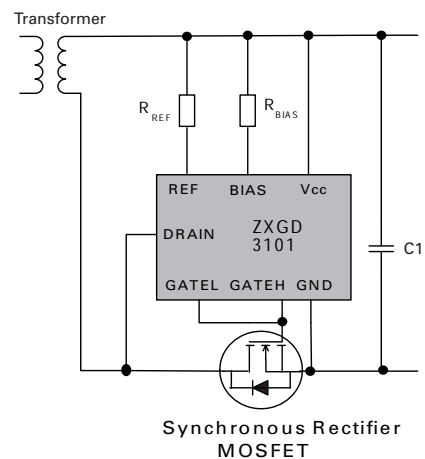 Transformer
R REF
R BIAS
REF BIAS Vcc
DRAIN
ZXGD
3101
GATEL GATEH GND
C1
Synchronous Rectifier
MOSFET